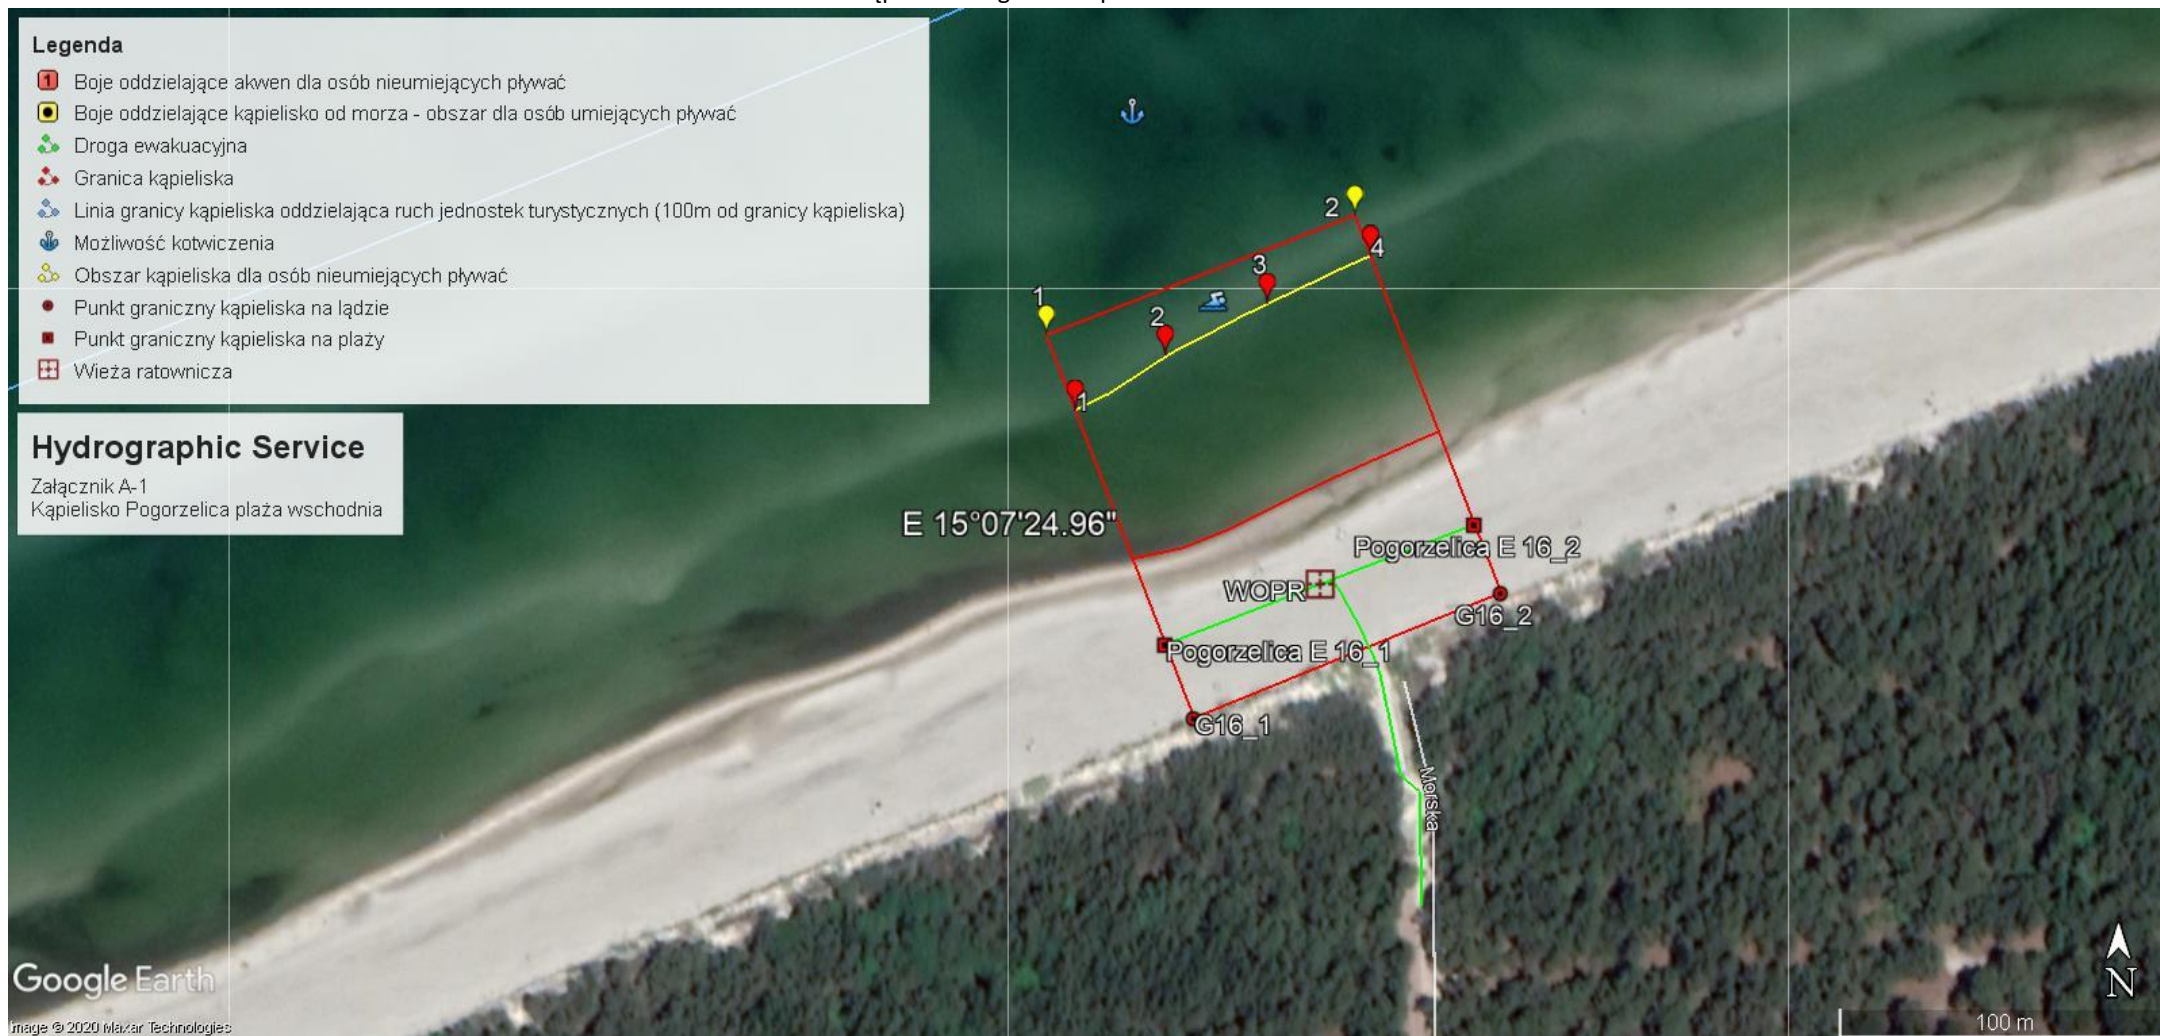 Legenda
1 Boje oddzielające akwen dla osób nieumiejących pływać
Boje oddzielające kąpielisko od morza - obszar dla osób umiejących pływać
Droga ewakuacyjna
Granica kąpieliska
Linia granicy kąpieliska oddzielająca ruch jednostek turystycznych (100m od granicy kąpieliska)
Możliwość kotwiczenia
Obszar kąpieliska dla osób nieumiejących pływać
Punkt graniczny kąpieliska na lądzie
Punkt graniczny kąpieliska na plaży
Wieża ratownicza
Hydrographic Service
Załącznik A-1
Kąpielisko Pogorzelica plaża wschodnia
2
4
3
1
2
1
E 15°07'24.96"
Pogorzelica E 16_2
WOPR
G16_2
Pogorzelica E 16_1
G16_1
Morska
Google Earth
Image © 2020 Maxar Technologies
N
100 m